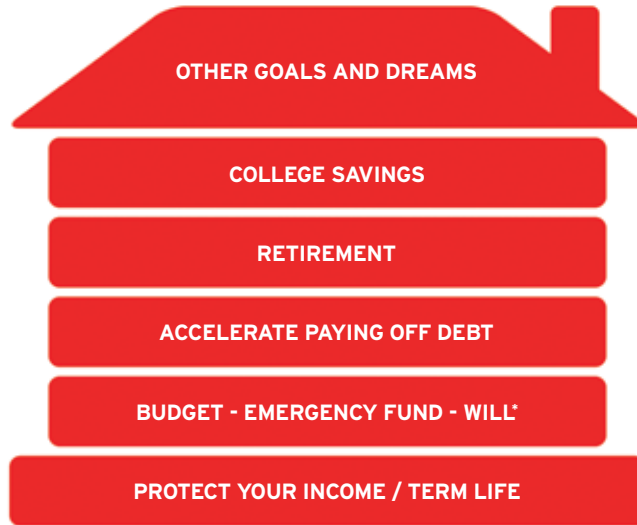 OTHER GOALS AND DREAMS
COLLEGE SAVINGS
RETIREMENT
ACCELERATE PAYING OFF DEBT
BUDGET - EMERGENCY FUND - WILL*
PROTECT YOUR INCOME / TERM LIFE